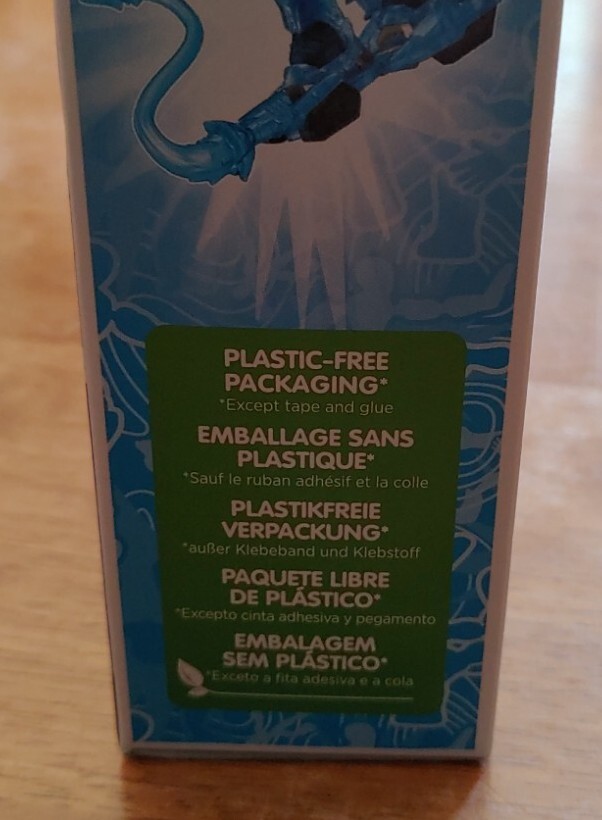 PLASTIC-FREE
PACKAGING*
*Except tape and glue
EMBALLAGE SANS
PLASTIQUE*
*Sauf le ruban adhésif et la colle
PLASTIKFREIE
VERPACKUNG*
*außer Klebeband und Klebstoff
PAQUETE LIBRE
DE PLÁSTICO*
*Excepto cinta adhesiva y pegamento
EMBALAGEM
SEM PLÁSTICO*
*Exceto a fita adesiva e a cola